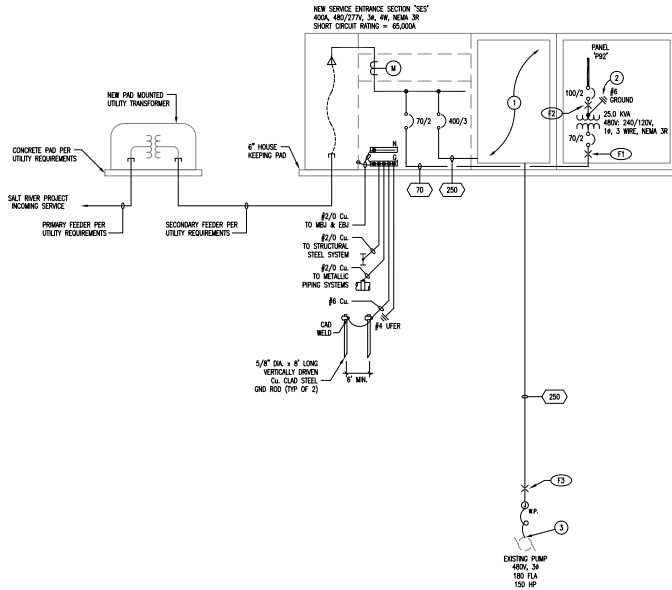 NEW SERVICE ENTRANCE SECTION "SES"
400A, 480/277V, 3ø, 4W, NEMA 3R
SHORT CIRCUIT RATING = 65,000A
NEW PAD MOUNTED
UTILITY TRANSFORMER
CONCRETE PAD PER
UTILITY REQUIREMENTS
6" HOUSE
KEEPING PAD
SALT RIVER PROJECT
INCOMING SERVICE
PRIMARY FEEDER PER
UTILITY REQUIREMENTS
SECONDARY FEEDER PER
UTILITY REQUIREMENTS
M
70/2
400/3
N
G
70
250
1
PANEL
'P92'
100/2
2
#6
GROUND
F2
25.0 KVA
480V: 240/120V,
1ø, 3 WIRE, NEMA 3R
70/2
F1
#2/0 Cu.
TO MBJ & EBJ
#2/0 Cu.
TO STRUCTURAL
STEEL SYSTEM
#2/0 Cu.
TO METALLIC
PIPING SYSTEMS
#6 Cu.
CAD
WELD
#4 UFER
5/8" DIA. x 8' LONG
VERTICALLY DRIVEN
Cu. CLAD STEEL
GND ROD (TYP OF 2)
6' MIN.
250
F3
W.P.
3
EXISTING PUMP
480V, 3ø
180 FLA
150 HP